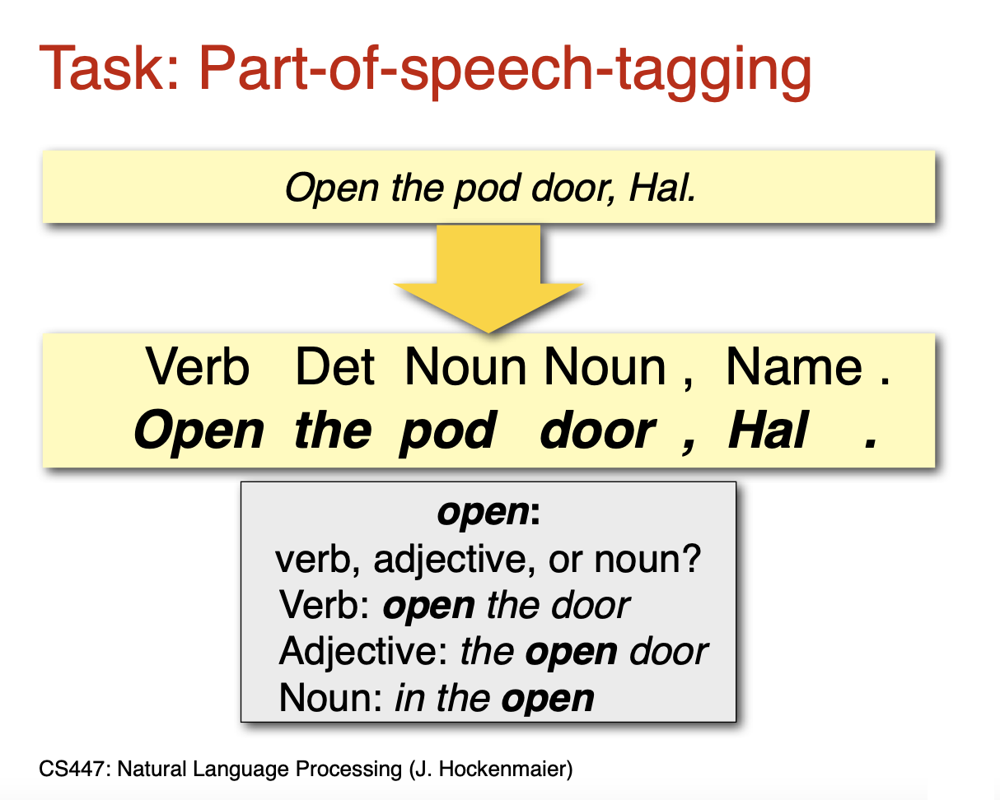 Task: Part-of-speech-tagging
Open the pod door, Hal.
Verb Det Noun Noun , Name .
Open the pod door , Hal .
open:
verb, adjective, or noun?
Verb: open the door
Adjective: the open door
Noun: in the open
CS447: Natural Language Processing (J. Hockenmaier)